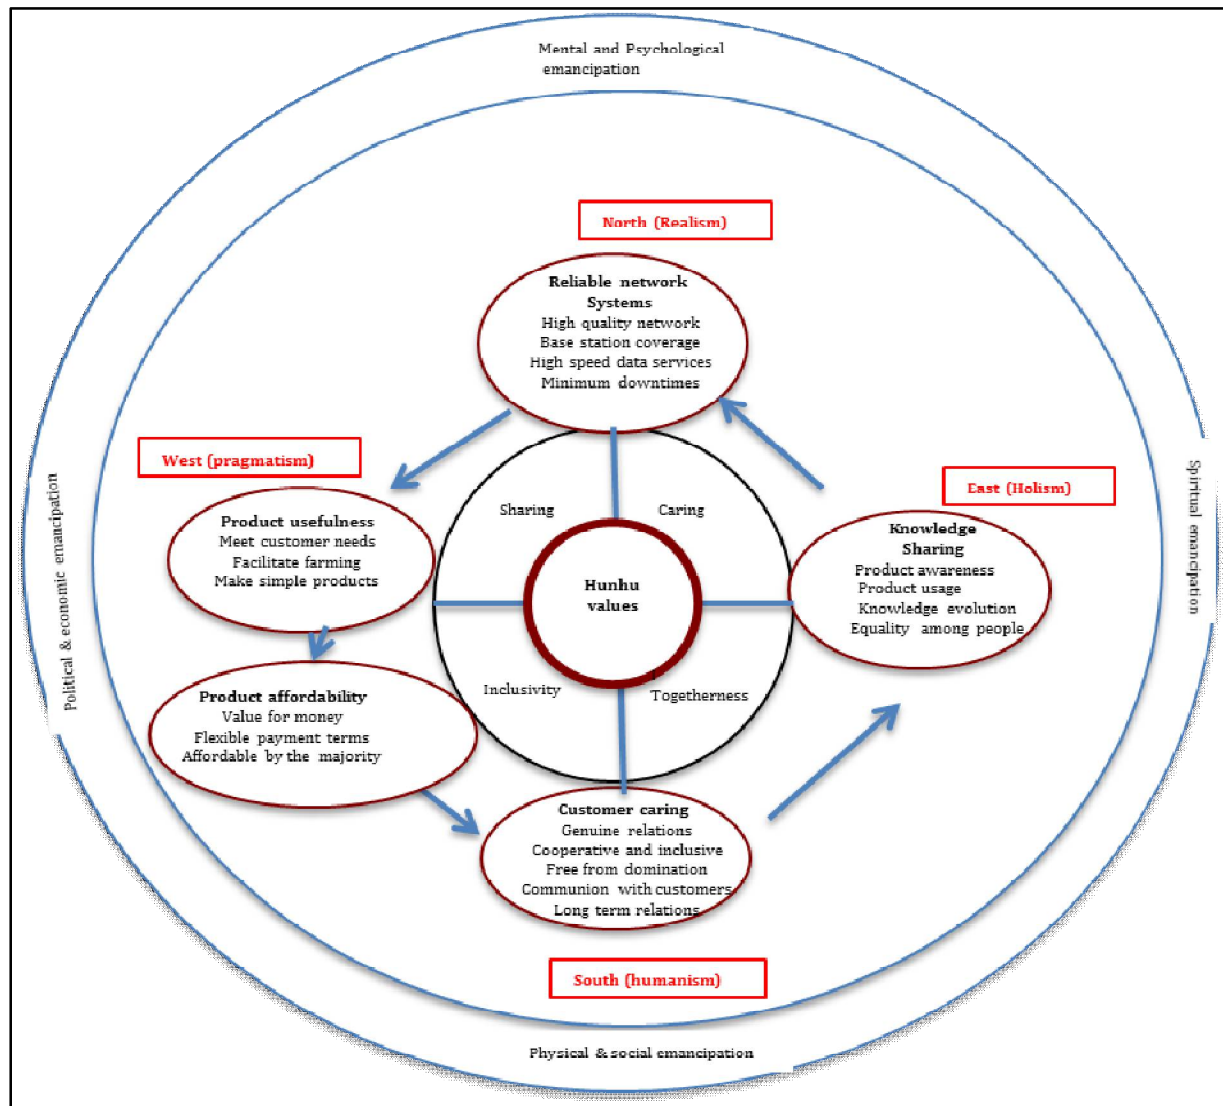 Mental and Psychological
emancipation
North (Realism)
Reliable network
Systems
High quality network
Base station coverage
High speed data services
Minimum downtimes
West (pragmatism)
East (Holism)
Product usefulness
Meet customer needs
Facilitate farming
Make simple products
Sharing
Caring
Knowledge
Sharing
Product awareness
Product usage
Knowledge evolution
Equality among people
Hunhu
values
Political & economic emancipation
Spiritual emancipation
Product affordability
Value for money
Flexible payment terms
Affordable by the majority
Inclusivity
Togetherness
Customer caring
Genuine relations
Cooperative and inclusive
Free from domination
Communion with customers
Long term relations
South (humanism)
Physical & social emancipation